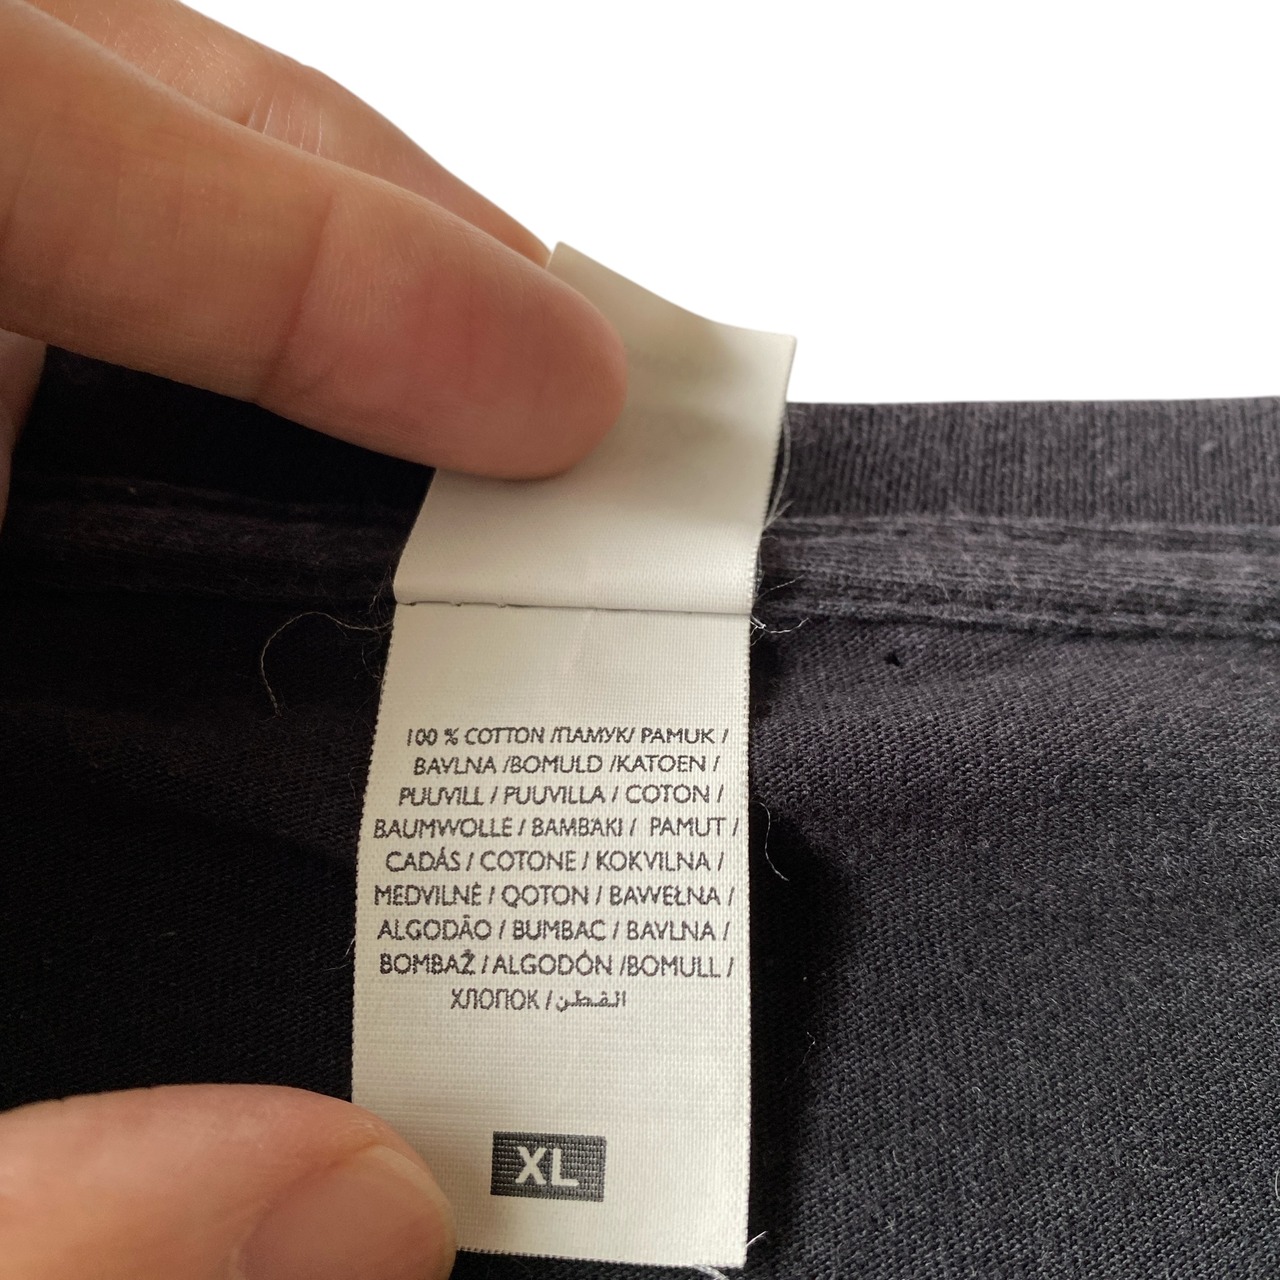 100 % COTTON /ПАМУК/ PAMUK /
BAVLNA /BOMULD /KATOEN /
PUUVILL / PUUVILLA / COTON /
BAUMWOLLE / BAMBAKI / PAMUT /
CADÁS / COTONE / KOKVILNA /
MEDVILNĖ / QOTON / BAWEŁNA /
ALGODÃO / BUMBAC / BAVLNA /
BOMBAŽ / ALGODÓN /BOMULL /
ХЛОПОК / القطن
XL